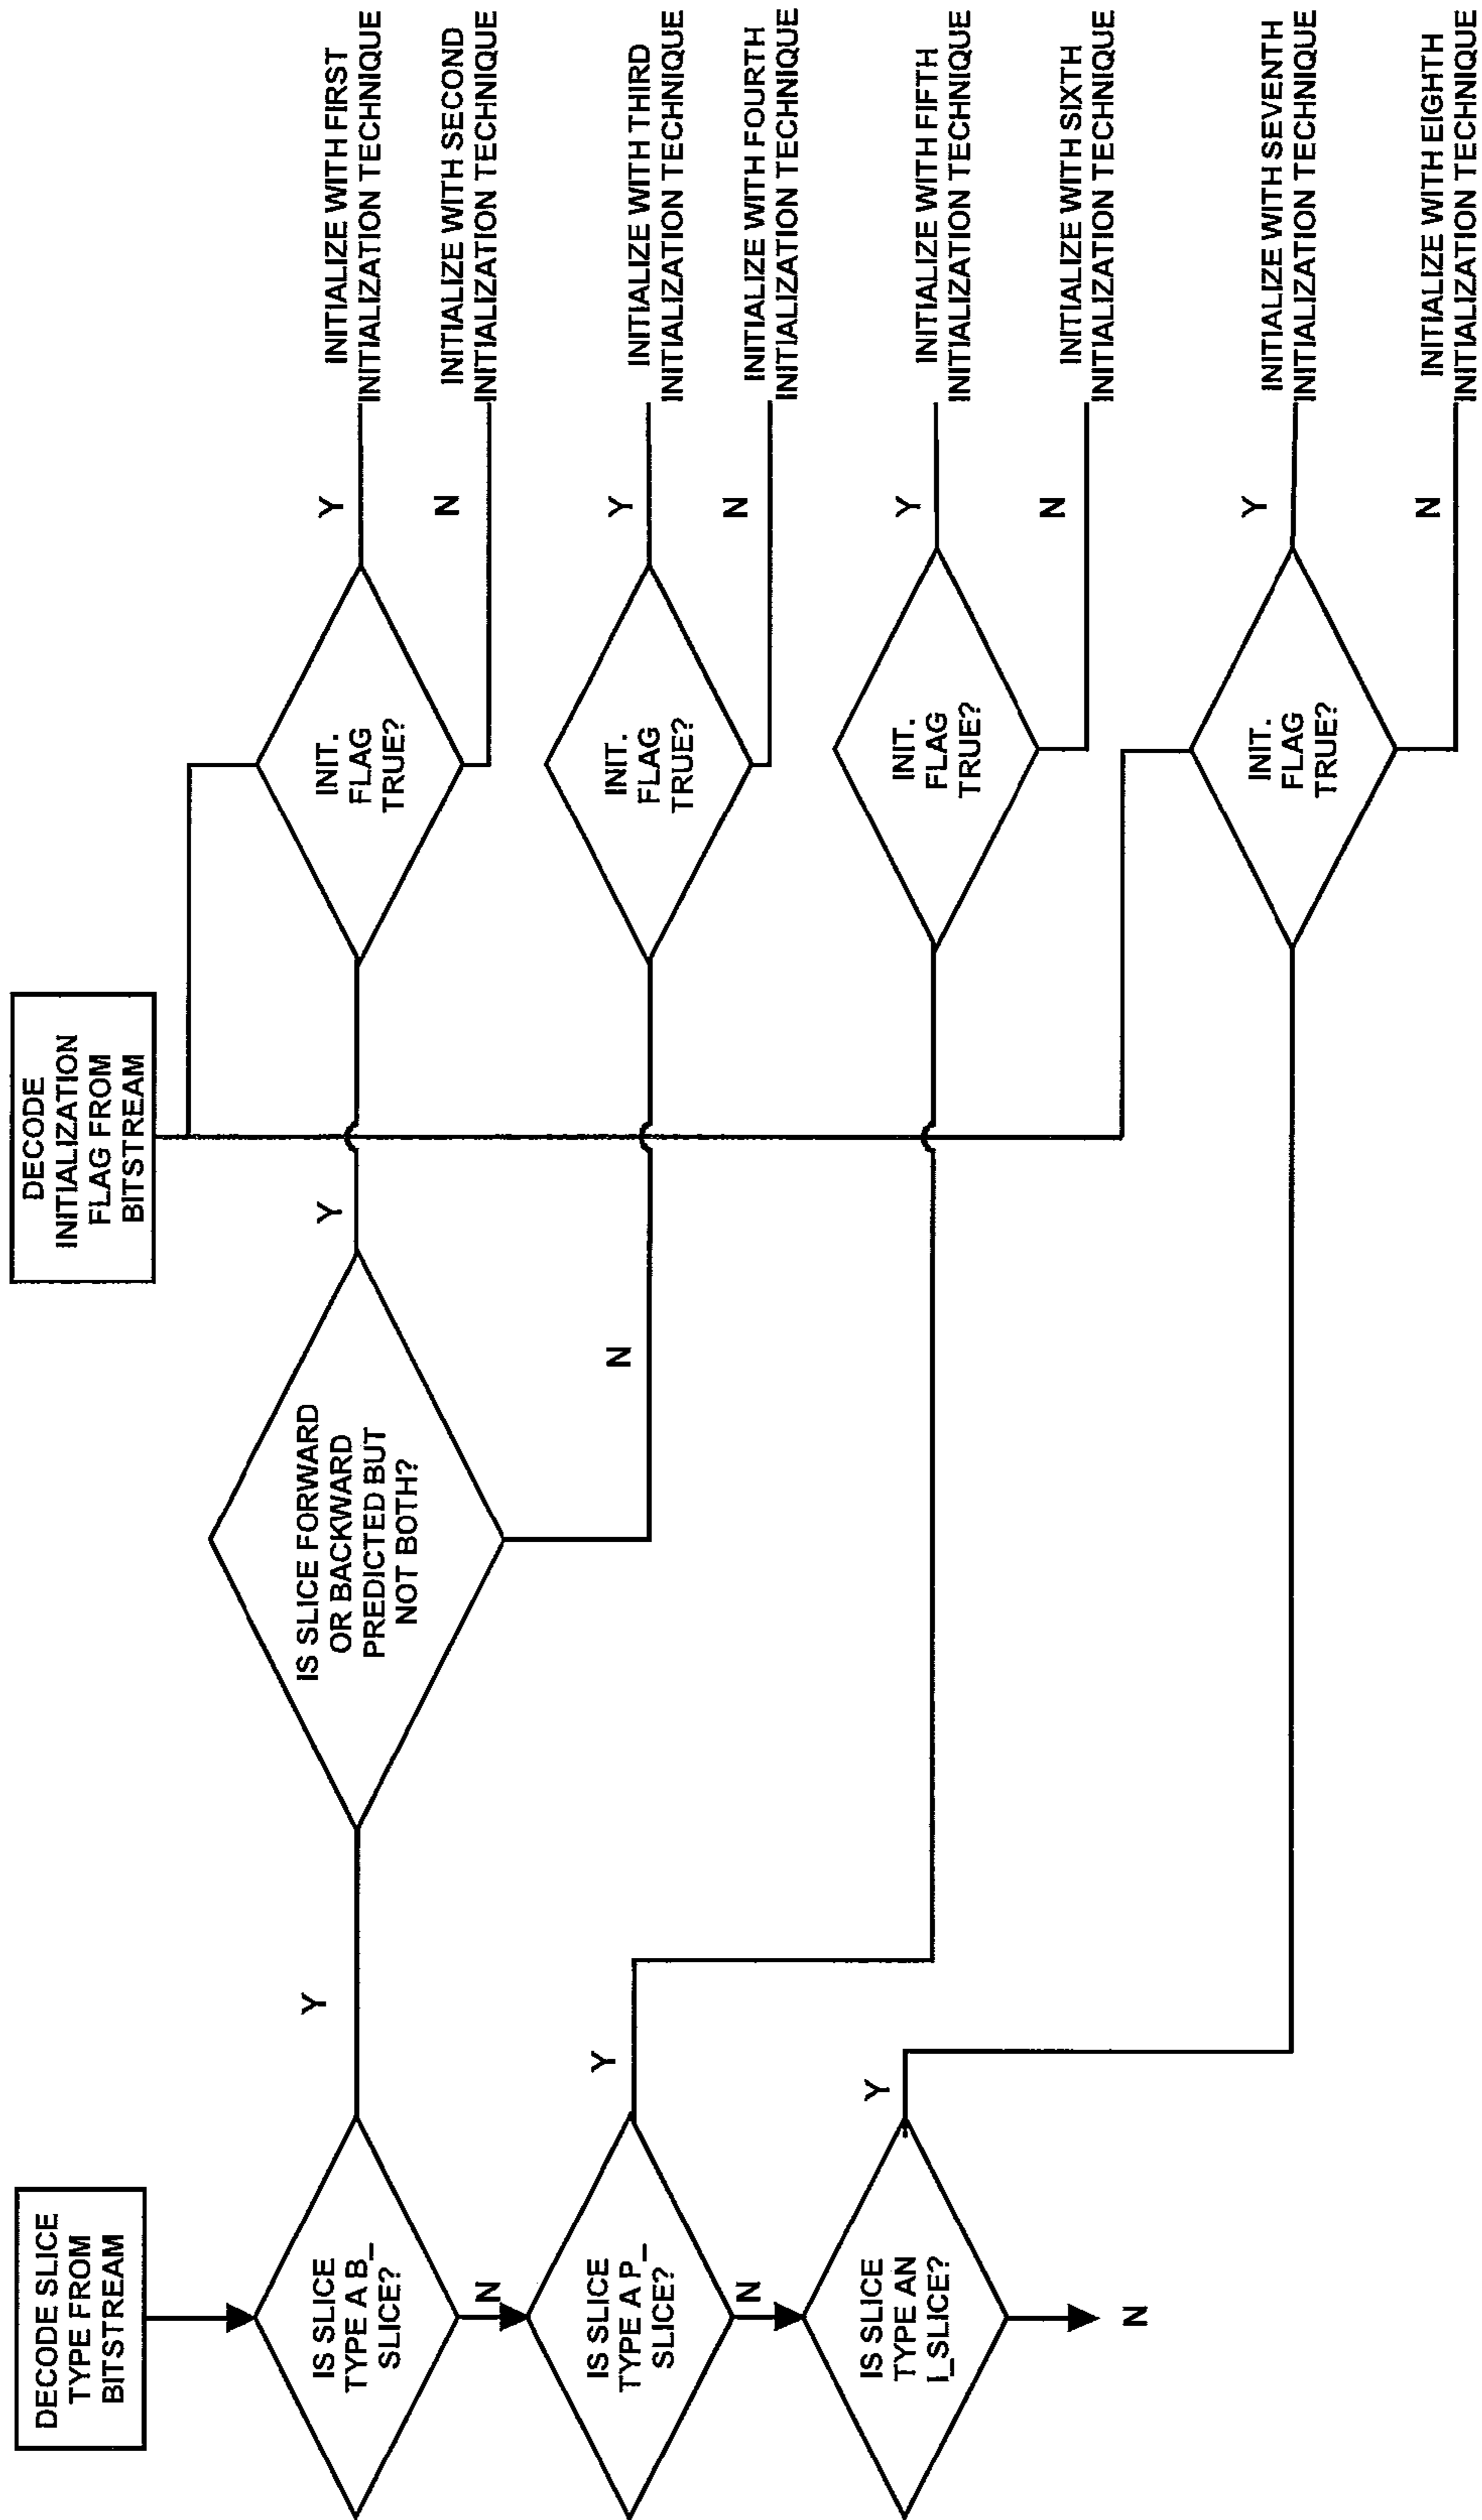 DECODE SLICE
TYPE FROM
BITSTREAM
IS SLICE
TYPE A B_
SLICE?
Y
N
IS SLICE
TYPE A P_
SLICE?
Y
N
IS SLICE
TYPE AN
I_SLICE?
Y
N
IS SLICE FORWARD
OR BACKWARD
PREDICTED BUT
NOT BOTH?
Y
N
DECODE
INITIALIZATION
FLAG FROM
BITSTREAM
INIT.
FLAG
TRUE?
Y
INITIALIZE WITH FIRST
INITIALIZATION TECHNIQUE
N
INITIALIZE WITH SECOND
INITIALIZATION TECHNIQUE
INIT.
FLAG
TRUE?
Y
INITIALIZE WITH THIRD
INITIALIZATION TECHNIQUE
N
INITIALIZE WITH FOURTH
INITIALIZATION TECHNIQUE
INIT.
FLAG
TRUE?
Y
INITIALIZE WITH FIFTH
INITIALIZATION TECHNIQUE
N
INITIALIZE WITH SIXTH
INITIALIZATION TECHNIQUE
INIT.
FLAG
TRUE?
Y
INITIALIZE WITH SEVENTH
INITIALIZATION TECHNIQUE
N
INITIALIZE WITH EIGHTH
INITIALIZATION TECHNIQUE